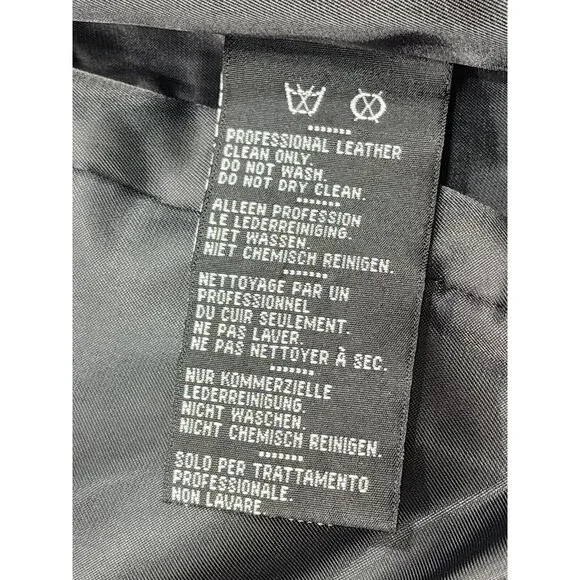 PROFESSIONAL LEATHER
CLEAN ONLY.
DO NOT WASH.
DO NOT DRY CLEAN.
ALLEEN PROFESSION
LE LEDERREINIGING.
NIET WASSEN.
NIET CHEMISCH REINIGEN.
NETTOYAGE PAR UN
PROFESSIONNEL
DU CUIR SEULEMENT.
NE PAS LAVER.
NE PAS NETTOYER À SEC.
NUR KOMMERZIELLE
LEDERREINIGUNG.
NICHT WASCHEN.
NICHT CHEMISCH REINIGEN.
SOLO PER TRATTAMENTO
PROFESSIONALE.
NON LAVARE.